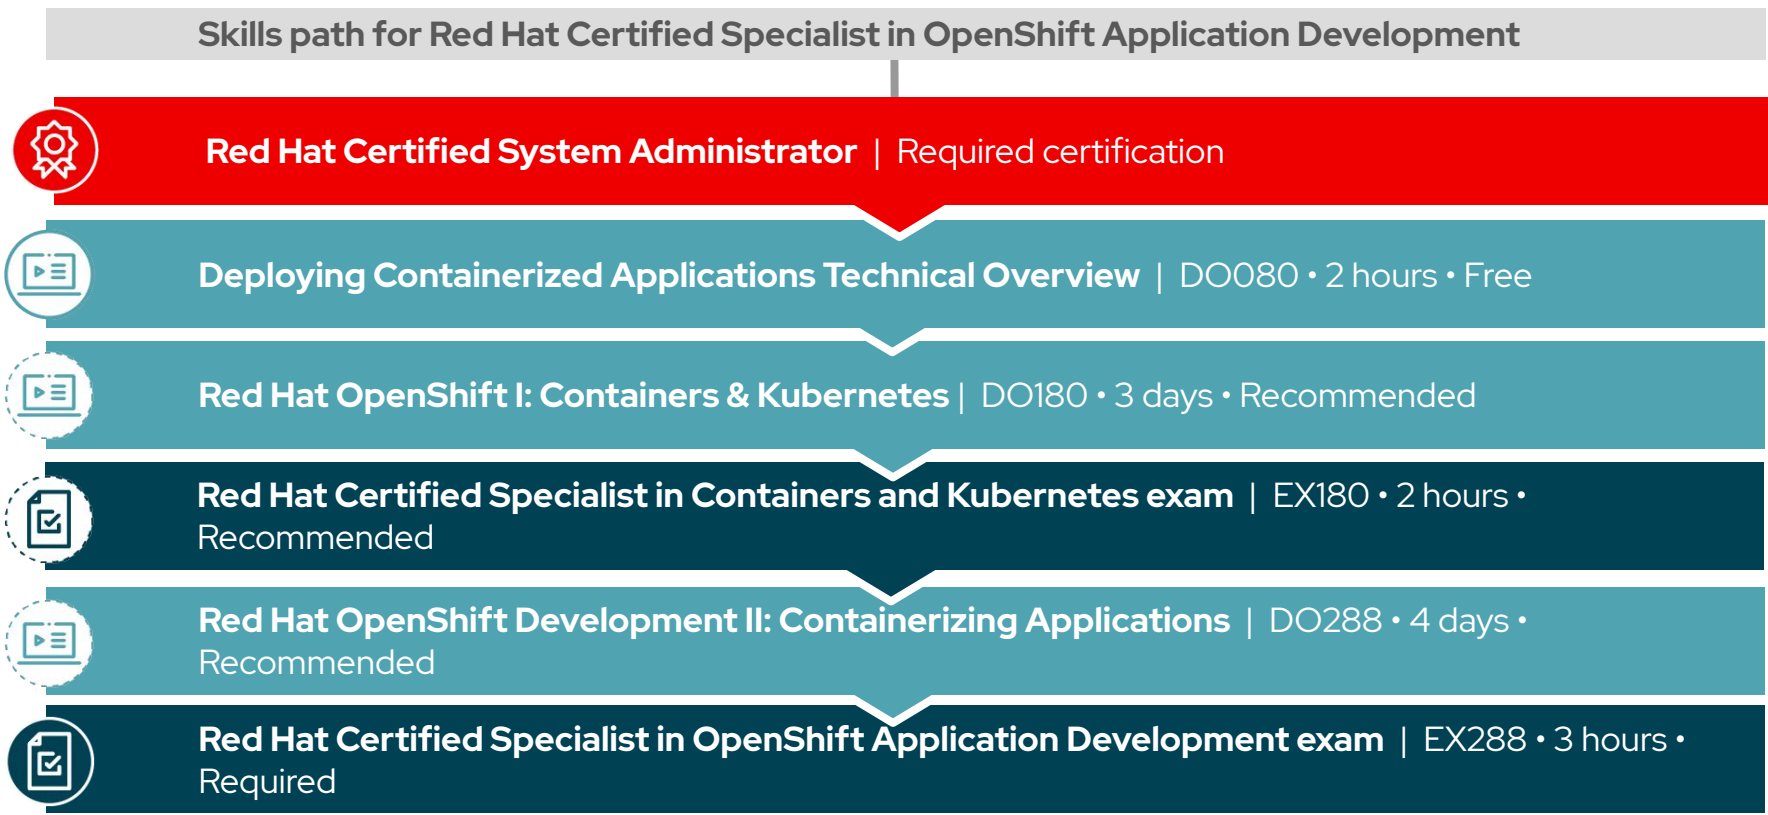 Skills path for Red Hat Certified Specialist in OpenShift Application Development
Red Hat Certified System Administrator | Required certification
Deploying Containerized Applications Technical Overview | DO080 • 2 hours • Free
Red Hat OpenShift I: Containers & Kubernetes | DO180 • 3 days • Recommended
Red Hat Certified Specialist in Containers and Kubernetes exam | EX180 • 2 hours •
Recommended
Red Hat OpenShift Development II: Containerizing Applications | DO288 • 4 days •
Recommended
Red Hat Certified Specialist in OpenShift Application Development exam | EX288 • 3 hours •
Required